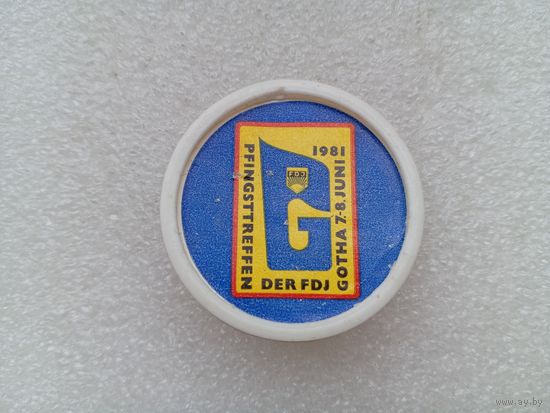 PFINGSTTREFFEN
DER FDJ
GOTHA 7.-8. JUNI
1981
FDJ
G
www.ay.by